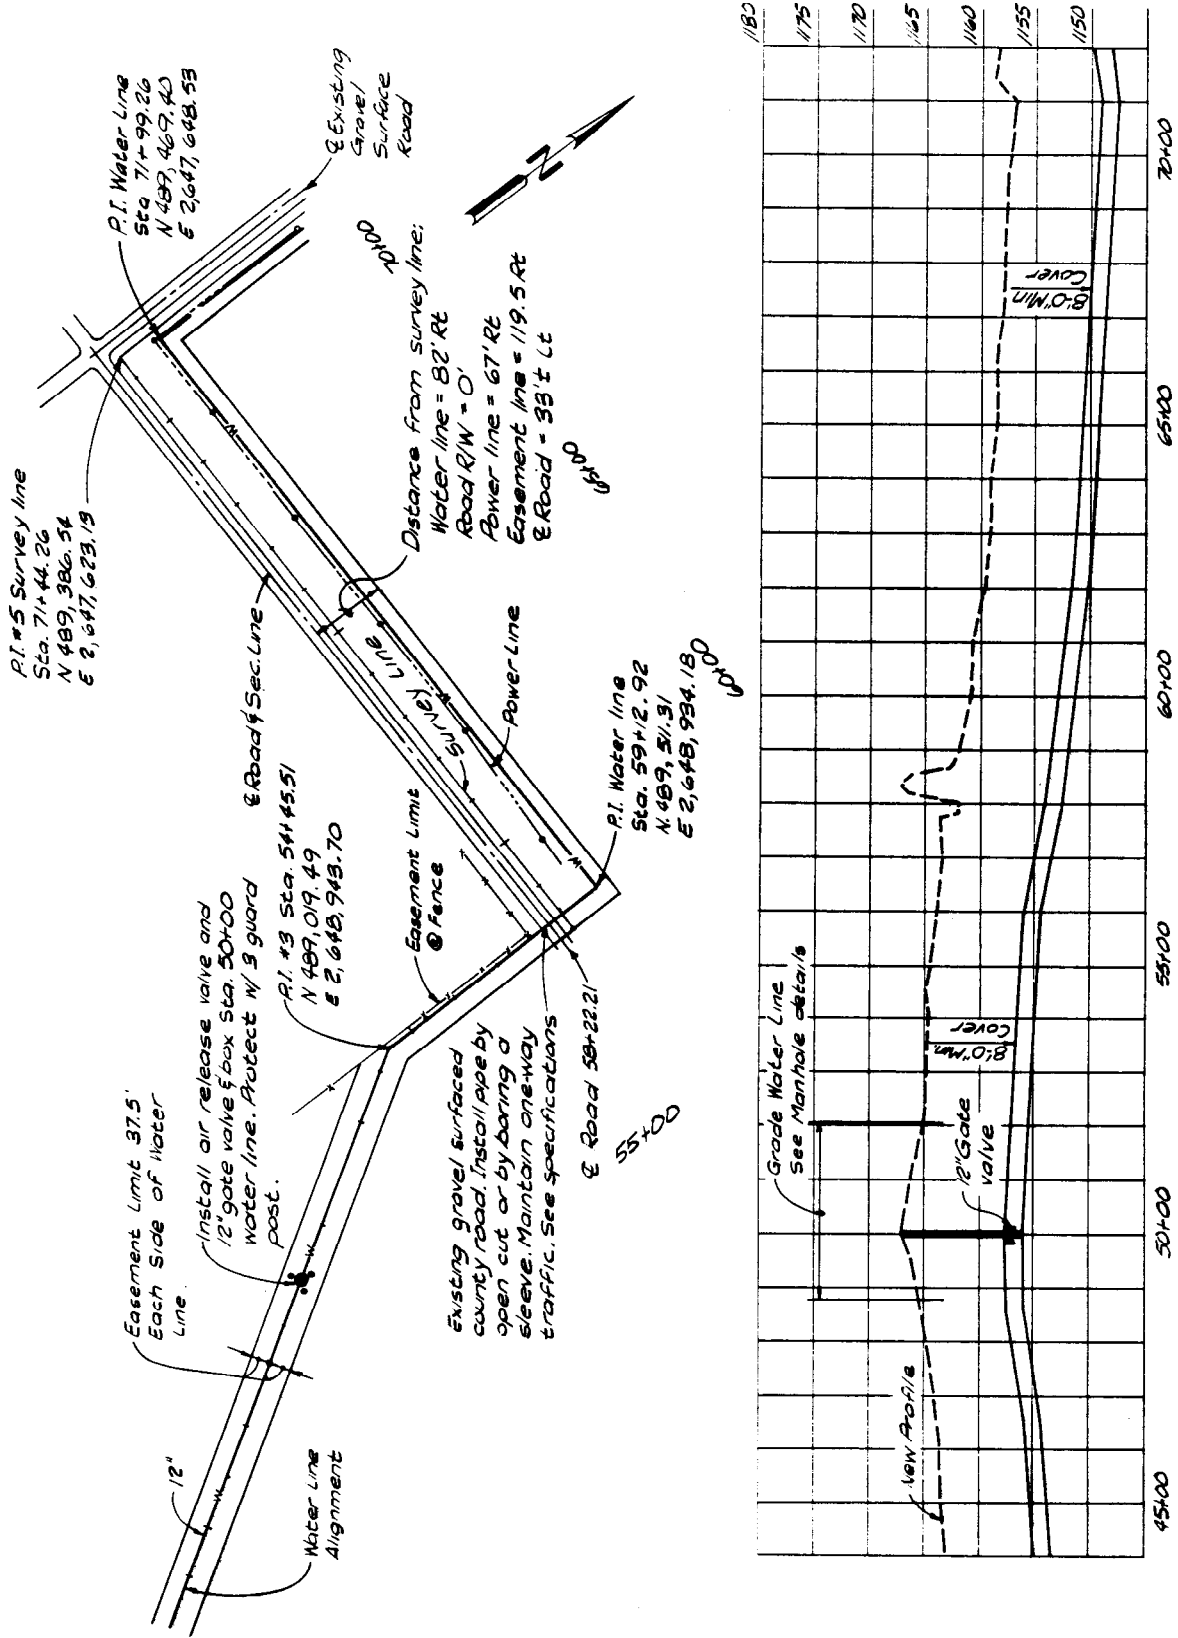 Easement Limit 37.5'
Each Side of Water
Line.
12"
Water Line
Alignment
Install air release valve and
12" gate valve & box Sta. 50+00
water line. Protect w/ 3 guard
post.
P.I. #3 Sta. 54+45.51
N 489,019.49
E 2,648,943.70
Easement Limit
@ Fence
Existing gravel surfaced
county road. Install pipe by
open cut or by boring a
sleeve. Maintain one-way
traffic. See specifications
℄ Road 58+22.21
55+00
W
W
W
W
W
℄ Road & Sec. Line
Survey Line
Power Line
P.I. Water line
Sta. 59+12.92
N. 489,511.31
E 2,648,934.18
60+00
P.I. #5 Survey line
Sta. 71+44.26
N 489,386.54
E 2,647,623.19
P.I. Water Line
Sta 71+99.26
N 489,469.40
E 2,647,648.53
℄ Existing
Gravel
Surface
Road
70+00
Distance from survey line:
Water line = 82' Rt
Road R/W = 0'
Power line = 67' Rt
Easement line = 119.5 Rt
℄ Road = 33'± Lt
65+00
N
1180
1175
1170
1165
1160
1155
1150
New Profile
Grade Water Line
See Manhole details
12" Gate
valve
8'-0" Min.
Cover
8'-0" Min
Cover
45+00
50+00
55+00
60+00
65+00
70+00